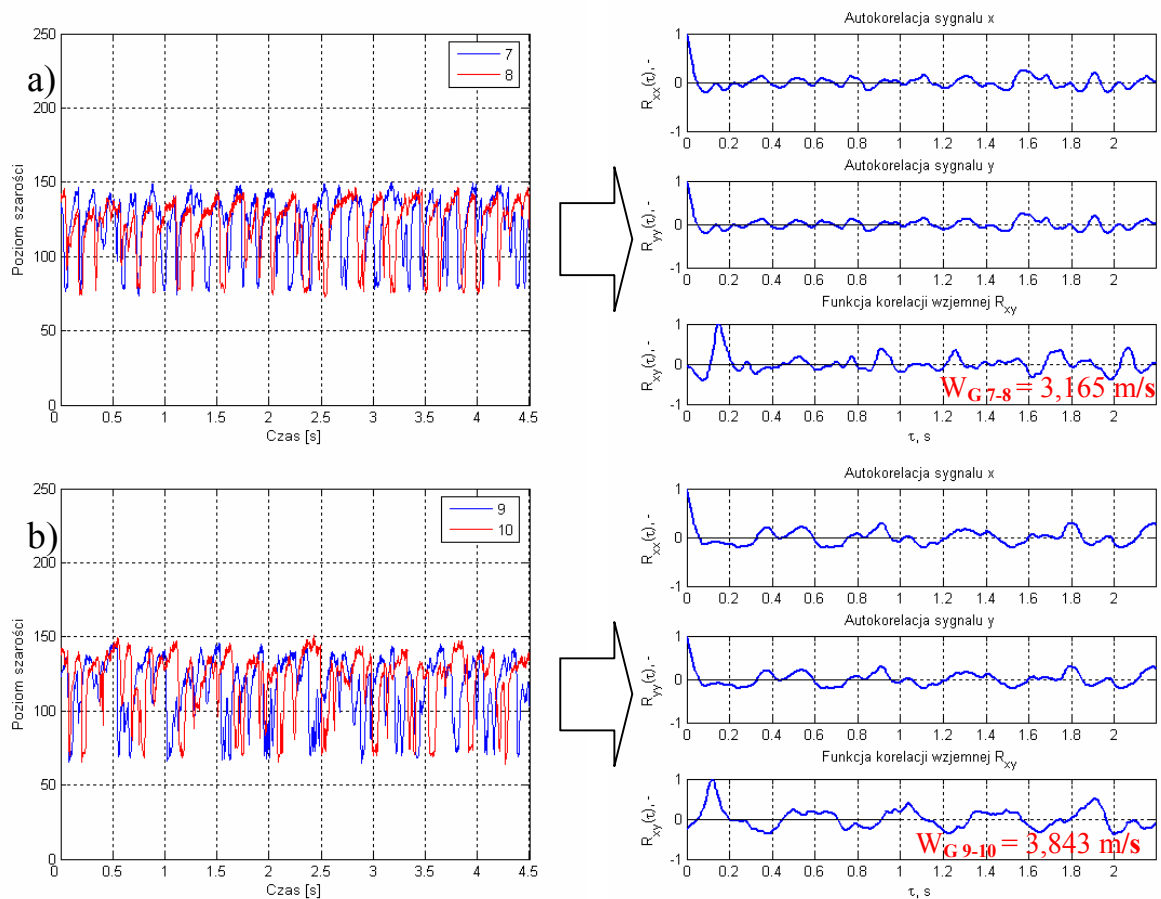 a)
250
200
150
100
50
0
Poziom szarości
7
8
0 0.5 1 1.5 2 2.5 3 3.5 4 4.5
Czas [s]
Autokorelacja sygnalu x
1
0
-1
Rxx(τ), -
0 0.2 0.4 0.6 0.8 1 1.2 1.4 1.6 1.8 2
Autokorelacja sygnalu y
1
0
-1
Ryy(τ), -
0 0.2 0.4 0.6 0.8 1 1.2 1.4 1.6 1.8 2
Funkcja korelacji wzjemnej Rxy
1
0
-1
Rxy(τ), -
WG 7-8 = 3,165 m/s
0 0.2 0.4 0.6 0.8 1 1.2 1.4 1.6 1.8 2
τ, s
b)
250
200
150
100
50
0
Poziom szarości
9
10
0 0.5 1 1.5 2 2.5 3 3.5 4 4.5
Czas [s]
Autokorelacja sygnalu x
1
0
-1
Rxx(τ), -
0 0.2 0.4 0.6 0.8 1 1.2 1.4 1.6 1.8 2
Autokorelacja sygnalu y
1
0
-1
Ryy(τ), -
0 0.2 0.4 0.6 0.8 1 1.2 1.4 1.6 1.8 2
Funkcja korelacji wzjemnej Rxy
1
0
-1
Rxy(τ), -
WG 9-10 = 3,843 m/s
0 0.2 0.4 0.6 0.8 1 1.2 1.4 1.6 1.8 2
τ, s